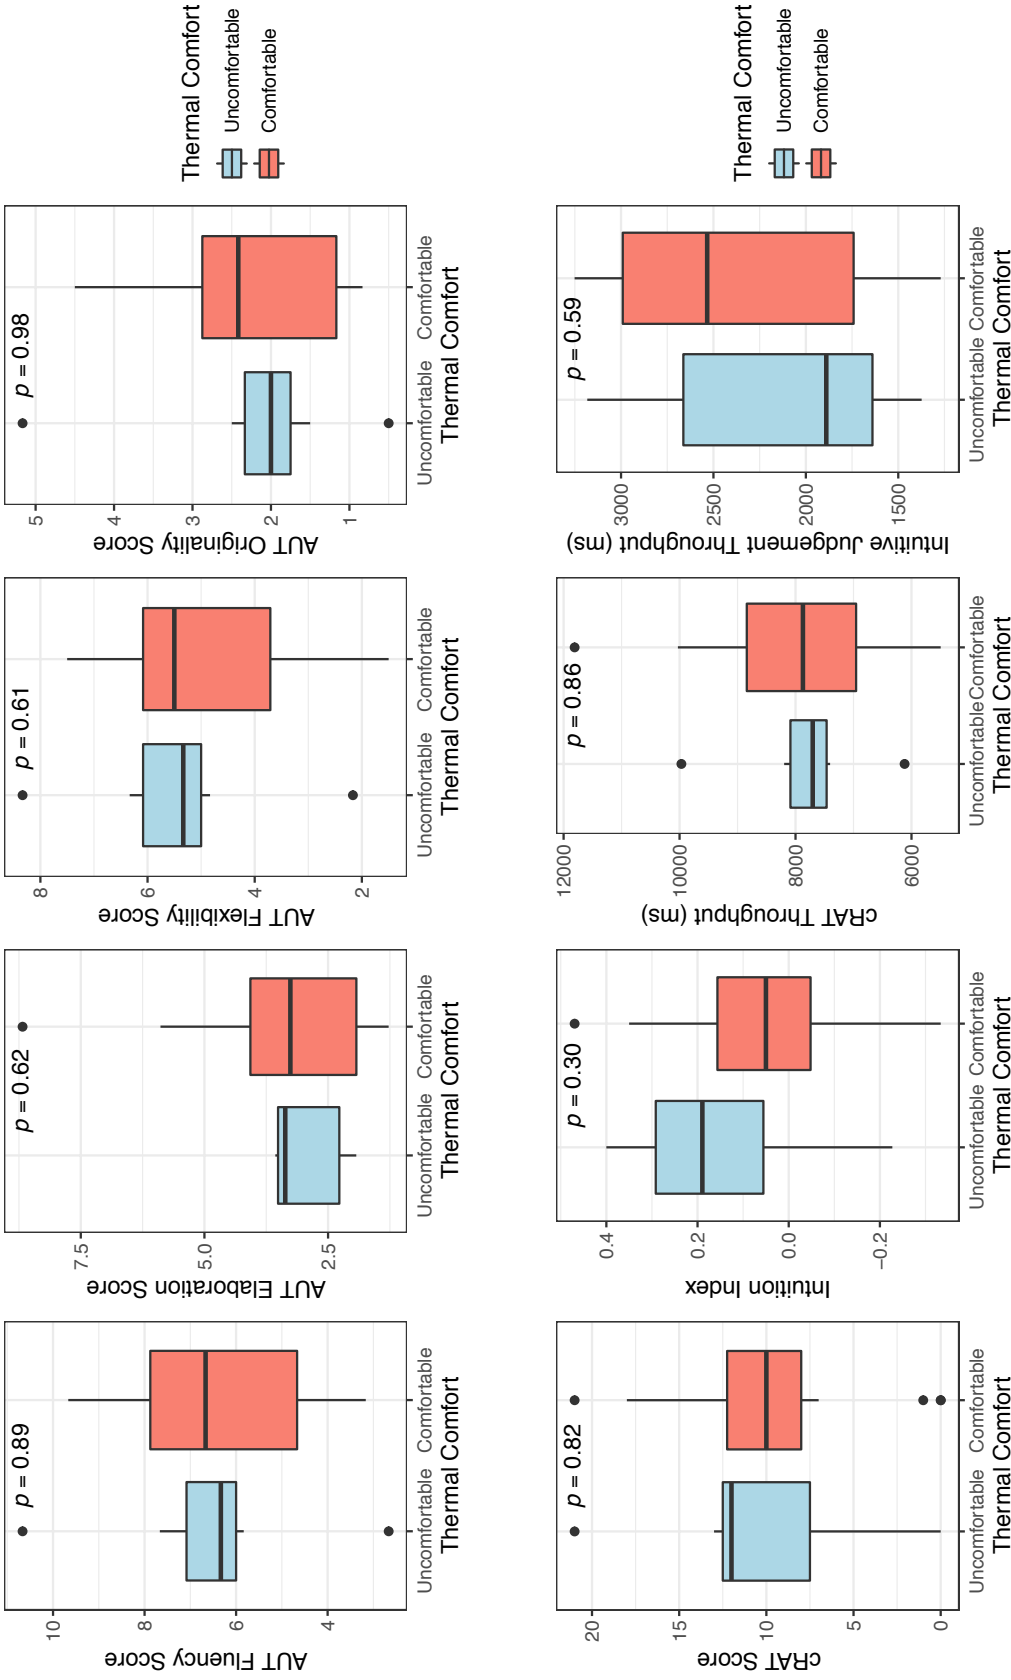 AUT Fluency Score
10
8
6
4
p = 0.89
Uncomfortable Comfortable
Thermal Comfort
AUT Elaboration Score
7.5
5.0
2.5
p = 0.62
Uncomfortable Comfortable
Thermal Comfort
AUT Flexibility Score
8
6
4
2
p = 0.61
Uncomfortable Comfortable
Thermal Comfort
AUT Originality Score
5
4
3
2
1
p = 0.98
Uncomfortable Comfortable
Thermal Comfort
Thermal Comfort
Uncomfortable
Comfortable
cRAT Score
20
15
10
5
0
p = 0.82
Uncomfortable Comfortable
Thermal Comfort
Intuition Index
0.4
0.2
0.0
−0.2
p = 0.30
Uncomfortable Comfortable
Thermal Comfort
cRAT Throughput (ms)
12000
10000
8000
6000
p = 0.86
Uncomfortable Comfortable
Thermal Comfort
Intuitive Judgement Throughput (ms)
3000
2500
2000
1500
p = 0.59
Uncomfortable Comfortable
Thermal Comfort
Thermal Comfort
Uncomfortable
Comfortable